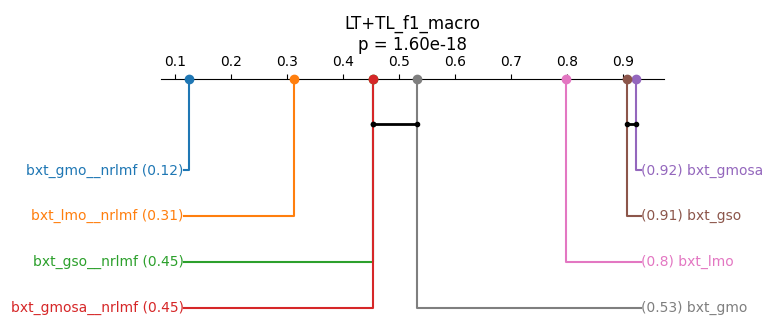 LT+TL_f1_macro
p = 1.60e-18
0.1 0.2 0.3 0.4 0.5 0.6 0.7 0.8 0.9
bxt_gmo__nrlmf (0.12) (0.92) bxt_gmosa
bxt_lmo__nrlmf (0.31) (0.91) bxt_gso
bxt_gso__nrlmf (0.45) (0.8) bxt_lmo
bxt_gmosa__nrlmf (0.45) (0.53) bxt_gmo